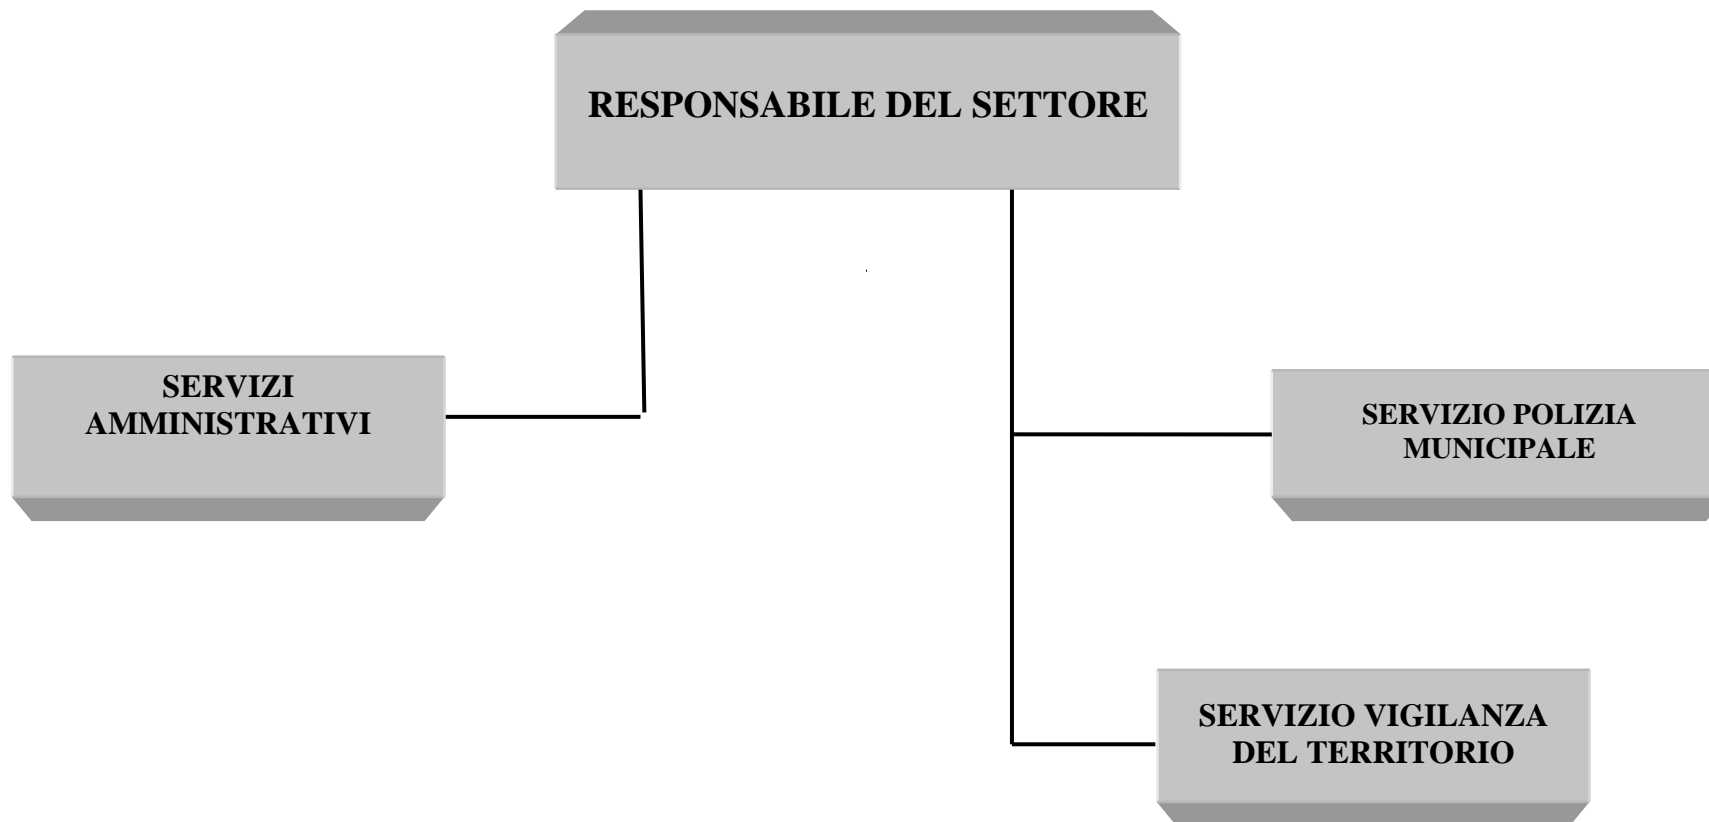 RESPONSABILE DEL SETTORE
SERVIZI
AMMINISTRATIVI
SERVIZIO POLIZIA
MUNICIPALE
SERVIZIO VIGILANZA
DEL TERRITORIO